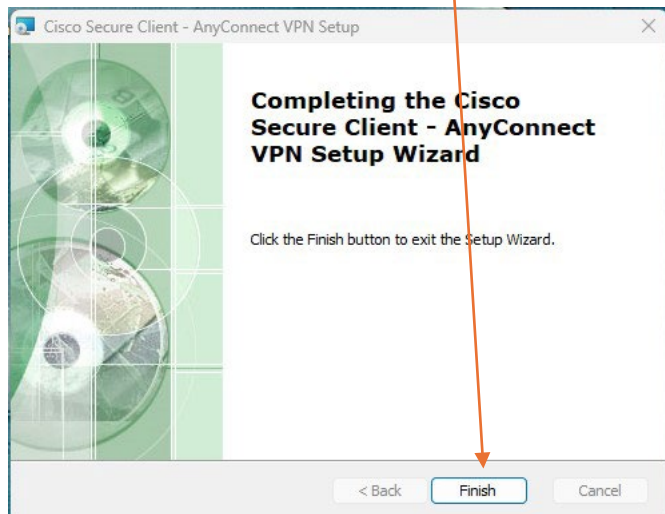 Cisco Secure Client - AnyConnect VPN Setup
Completing the Cisco
Secure Client - AnyConnect
VPN Setup Wizard
Click the Finish button to exit the Setup Wizard.
< Back Finish Cancel